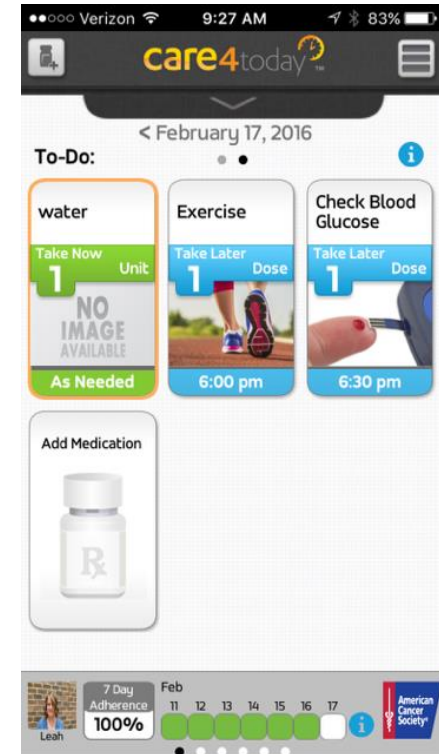 Verizon 9:27 AM 83%
care4today™
< February 17, 2016
To-Do:
i
water
Take Now
1 Unit
NO
IMAGE
AVAILABLE
As Needed
Exercise
Take Later
1 Dose
6:00 pm
Check Blood
Glucose
Take Later
1 Dose
6:30 pm
Add Medication
Rx
Leah
7 Day
Adherence
100%
Feb
11 12 13 14 15 16 17
i
American
Cancer
Society®